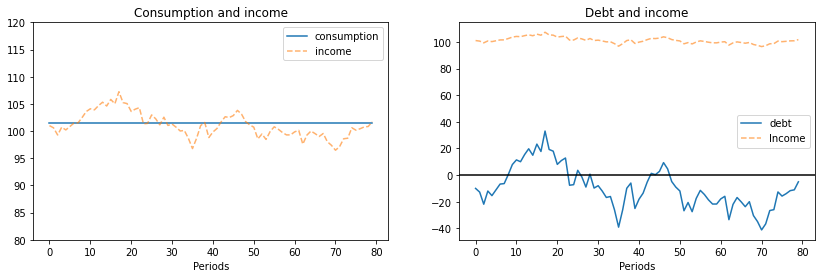 Consumption and income
120
115
110
105
100
95
90
85
80
0 10 20 30 40 50 60 70 80
Periods
consumption
income
Debt and income
100
80
60
40
20
0
−20
−40
0 10 20 30 40 50 60 70 80
Periods
debt
Income